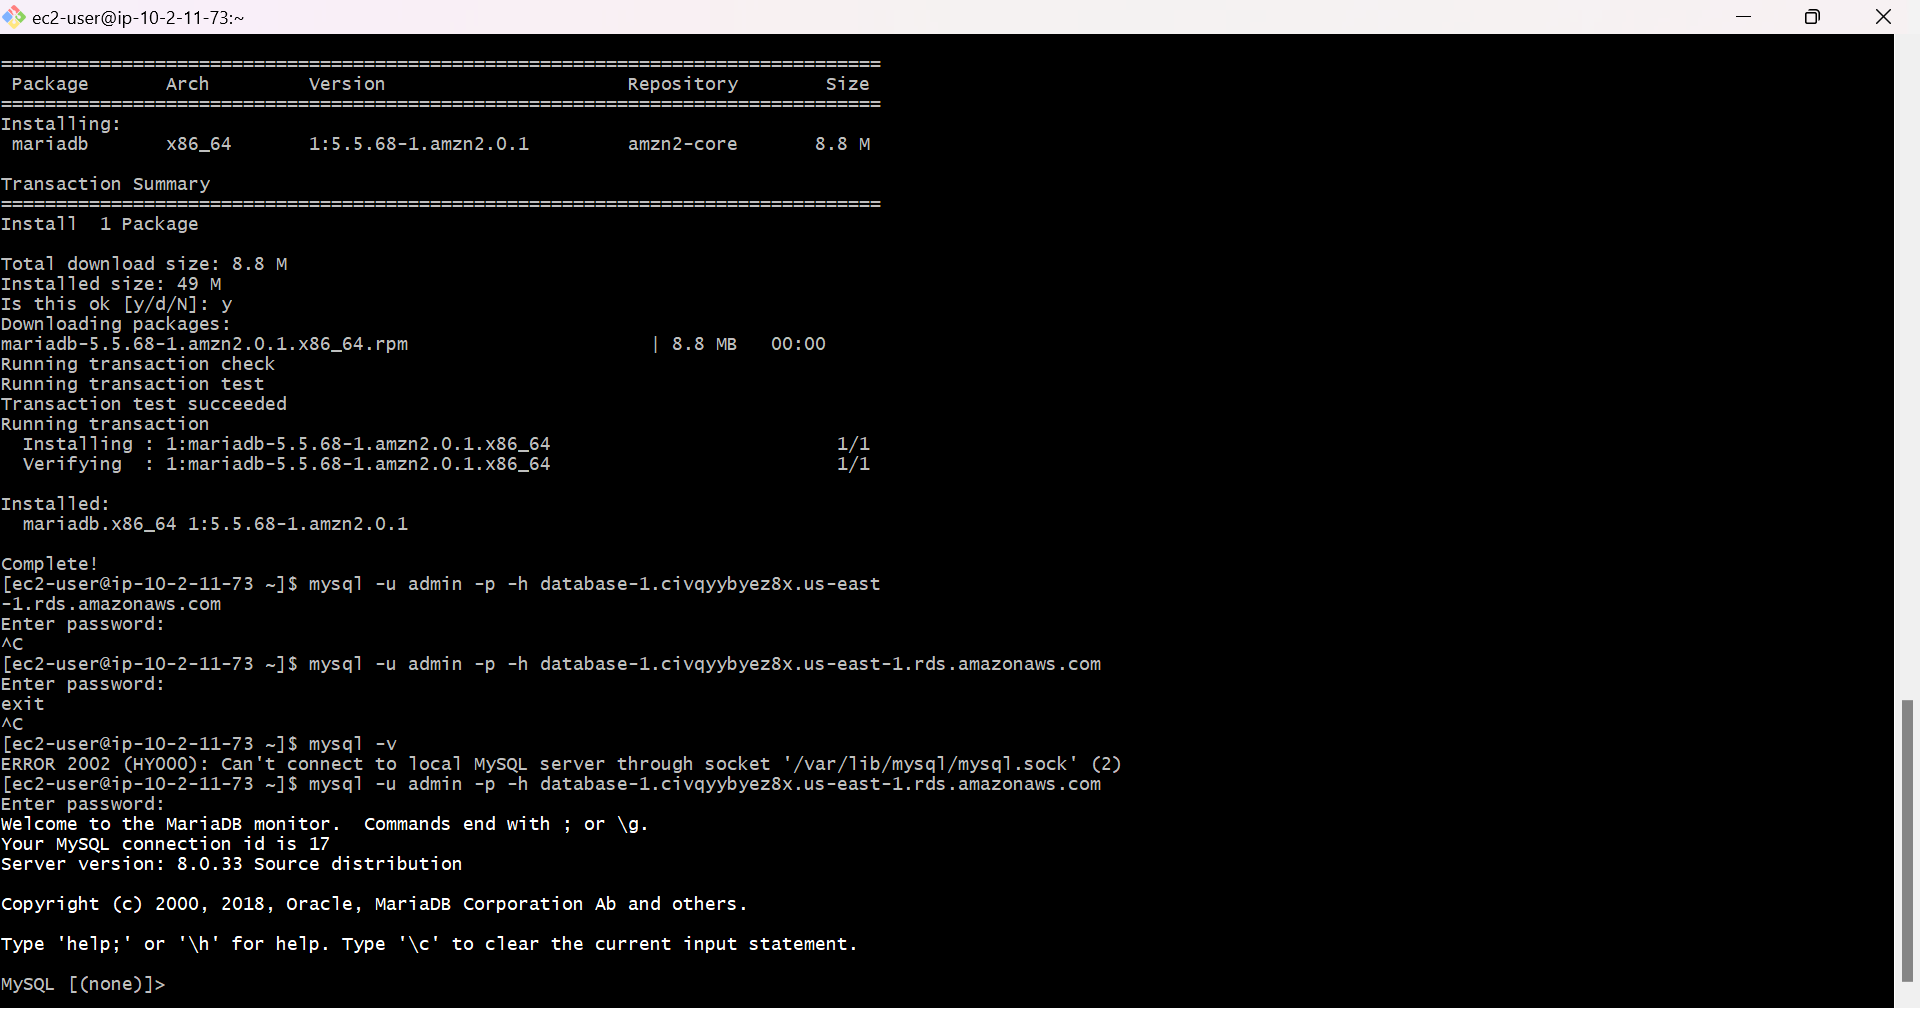 ec2-user@ip-10-2-11-73:~
================================================================================
Package Arch Version Repository Size
================================================================================
Installing:
mariadb x86_64 1:5.5.68-1.amzn2.0.1 amzn2-core 8.8 M
Transaction Summary
================================================================================
Install 1 Package
Total download size: 8.8 M
Installed size: 49 M
Is this ok [y/d/N]: y
Downloading packages:
mariadb-5.5.68-1.amzn2.0.1.x86_64.rpm | 8.8 MB 00:00
Running transaction check
Running transaction test
Transaction test succeeded
Running transaction
Installing : 1:mariadb-5.5.68-1.amzn2.0.1.x86_64 1/1
Verifying : 1:mariadb-5.5.68-1.amzn2.0.1.x86_64 1/1
Installed:
mariadb.x86_64 1:5.5.68-1.amzn2.0.1
Complete!
[ec2-user@ip-10-2-11-73 ~]$ mysql -u admin -p -h database-1.civqyybyez8x.us-east
-1.rds.amazonaws.com
Enter password:
^C
[ec2-user@ip-10-2-11-73 ~]$ mysql -u admin -p -h database-1.civqyybyez8x.us-east-1.rds.amazonaws.com
Enter password:
exit
^C
[ec2-user@ip-10-2-11-73 ~]$ mysql -v
ERROR 2002 (HY000): Can't connect to local MySQL server through socket '/var/lib/mysql/mysql.sock' (2)
[ec2-user@ip-10-2-11-73 ~]$ mysql -u admin -p -h database-1.civqyybyez8x.us-east-1.rds.amazonaws.com
Enter password:
Welcome to the MariaDB monitor. Commands end with ; or \g.
Your MySQL connection id is 17
Server version: 8.0.33 Source distribution
Copyright (c) 2000, 2018, Oracle, MariaDB Corporation Ab and others.
Type 'help;' or '\h' for help. Type '\c' to clear the current input statement.
MySQL [(none)]>